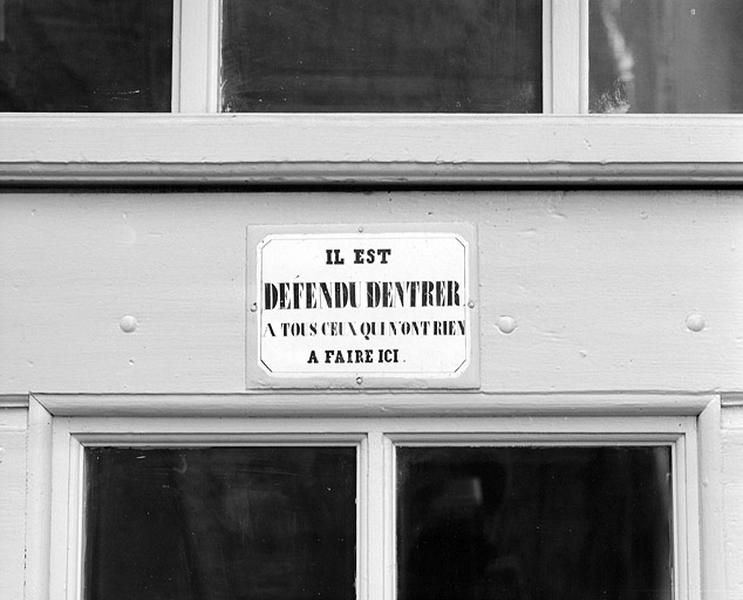 IL EST
DÉFENDU DENTRER
A TOUS CEUX QUI N'ONT RIEN
A FAIRE ICI.